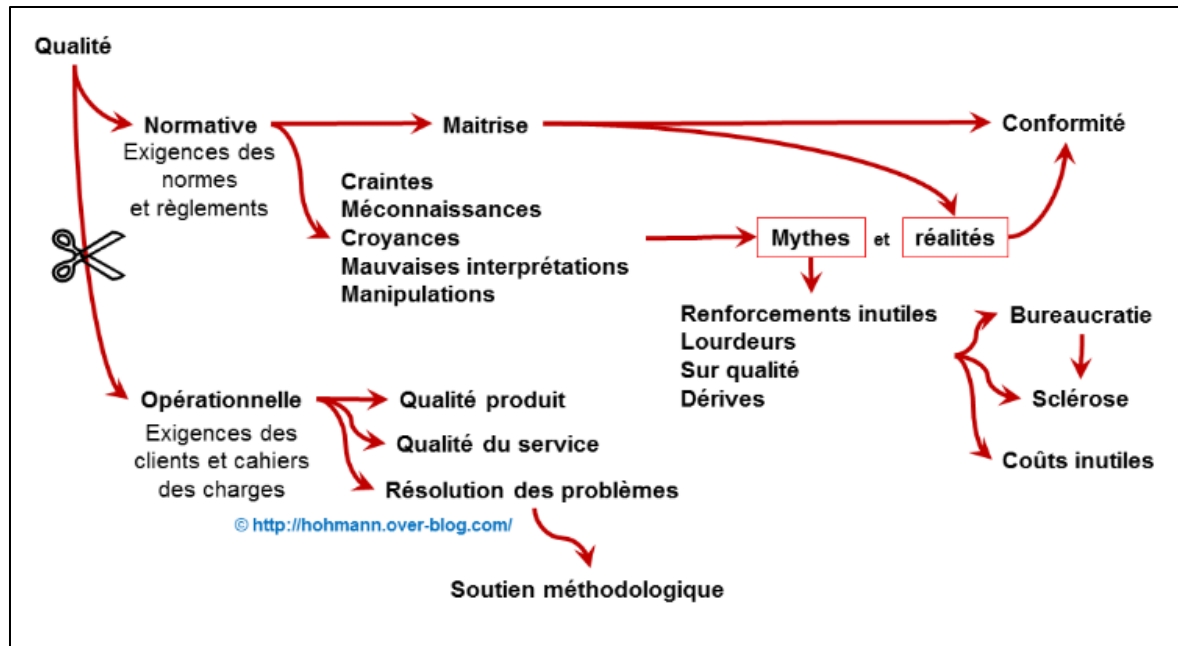 Qualité
Normative
Exigences des
normes
et règlements
Maitrise
Conformité
Craintes
Méconnaissances
Croyances
Mauvaises interprétations
Manipulations
Mythes et réalités
Renforcements inutiles
Lourdeurs
Sur qualité
Dérives
Bureaucratie
Sclérose
Coûts inutiles
Opérationnelle
Exigences des
clients et cahiers
des charges
Qualité produit
Qualité du service
Résolution des problèmes
© http://hohmann.over-blog.com/
Soutien méthodologique